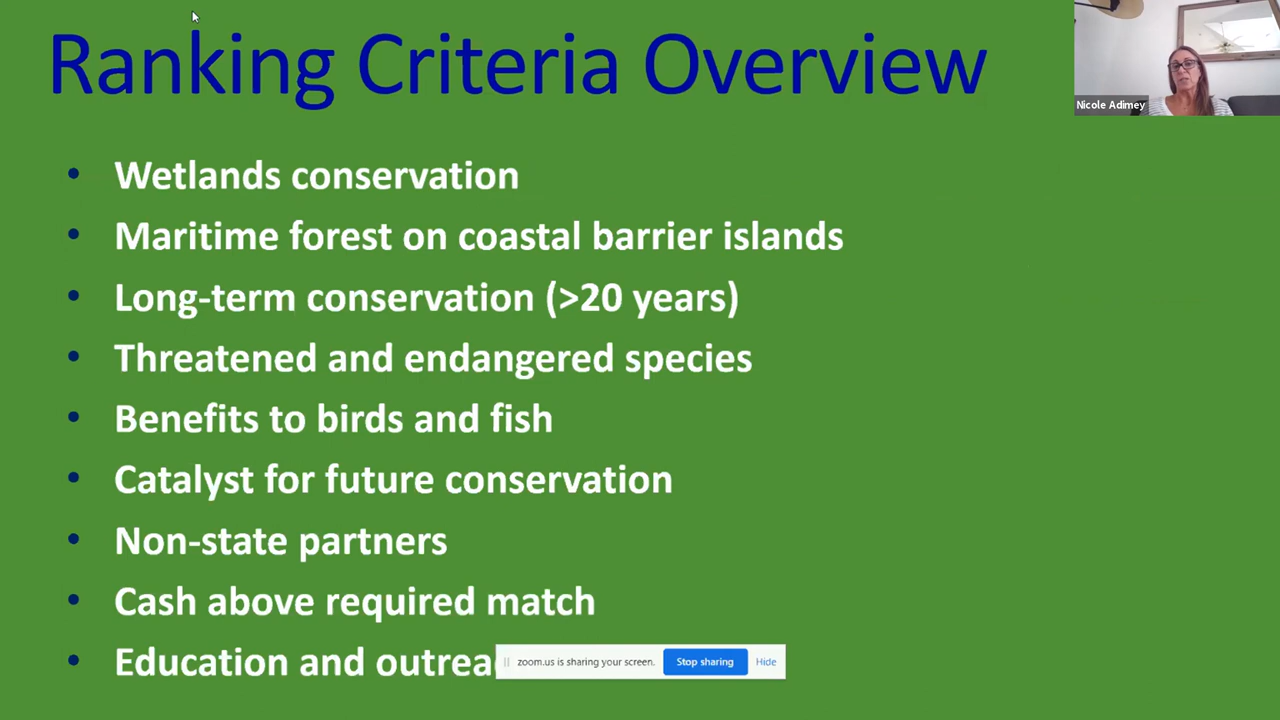 Ranking Criteria Overview
Nicole Adimey
• Wetlands conservation
• Maritime forest on coastal barrier islands
• Long-term conservation (>20 years)
• Threatened and endangered species
• Benefits to birds and fish
• Catalyst for future conservation
• Non-state partners
• Cash above required match
• Education and outrea
zoom.us is sharing your screen. Stop sharing Hide